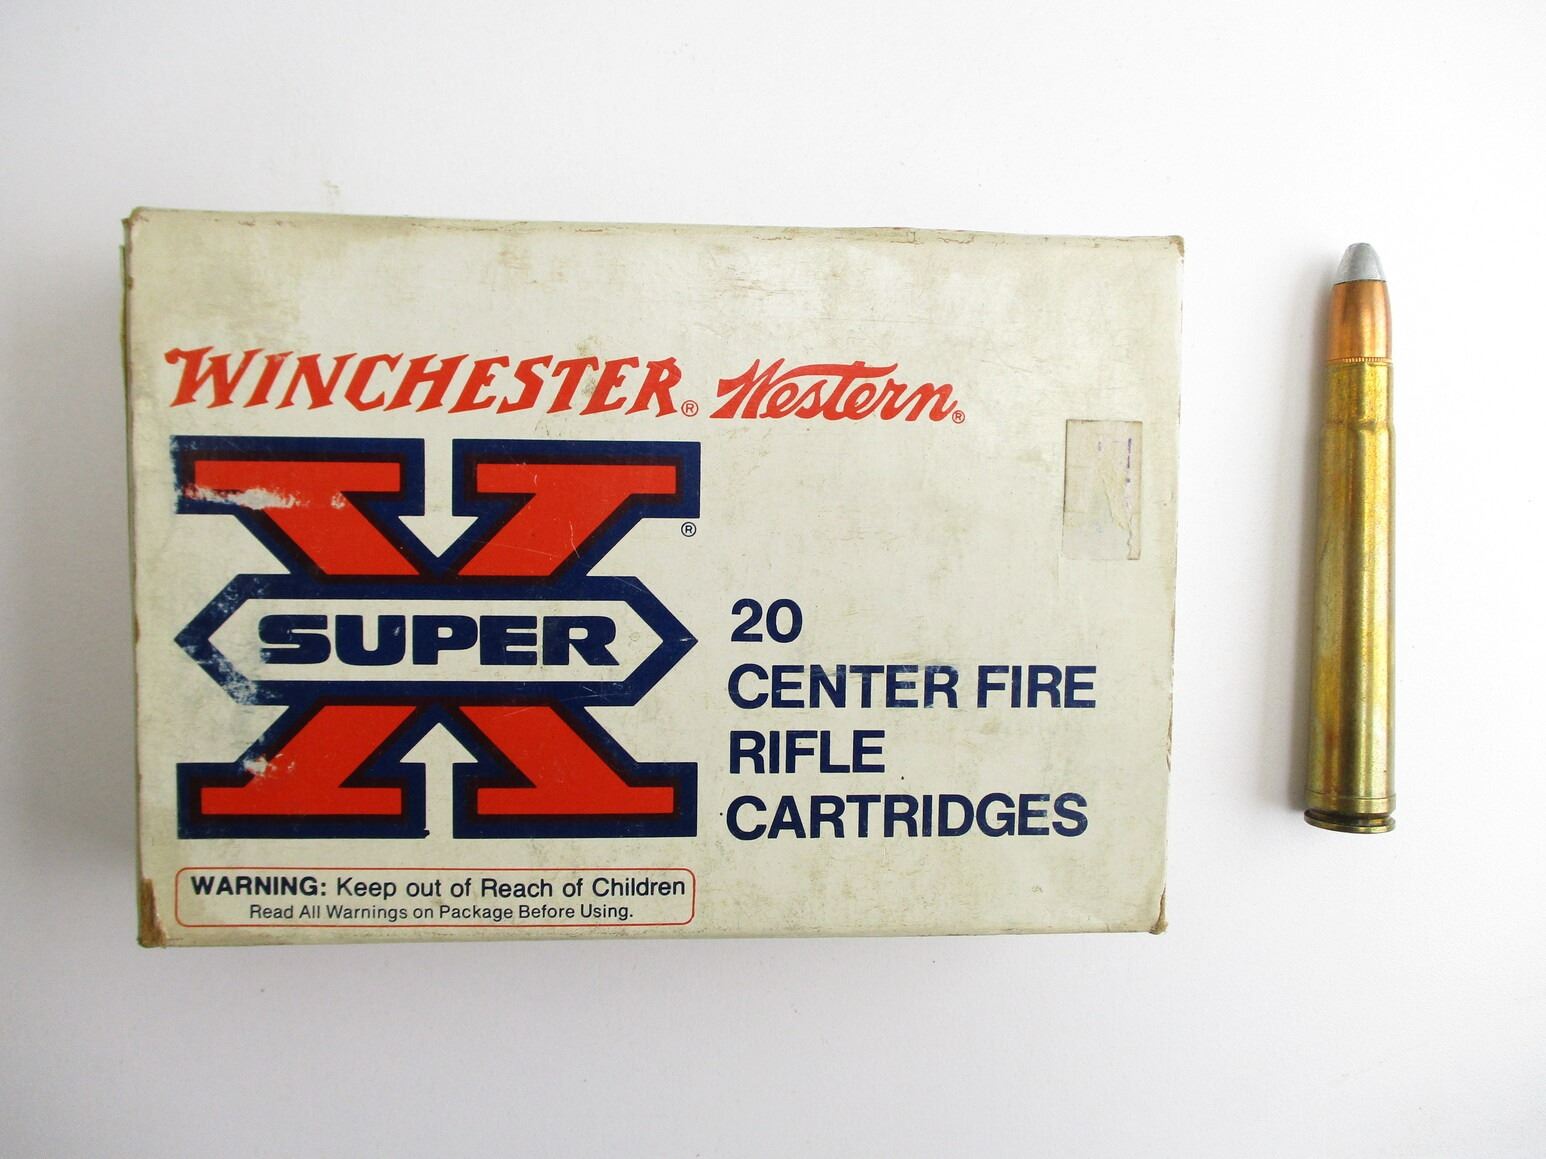 WINCHESTER® Western®
®
SUPER X
20
CENTER FIRE
RIFLE
CARTRIDGES
WARNING: Keep out of Reach of Children
Read All Warnings on Package Before Using.